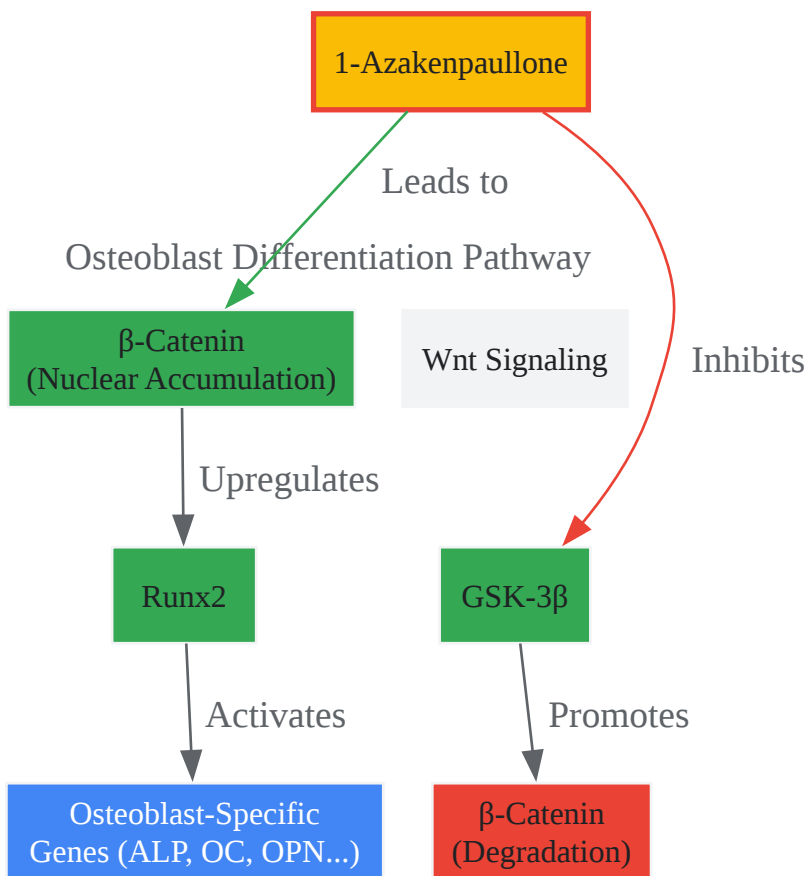 1-Azakenpaullone
Leads to
Osteoblast Differentiation Pathway
β-Catenin
(Nuclear Accumulation)
Wnt Signaling
Inhibits
Upregulates
Runx2
GSK-3β
Activates
Promotes
Osteoblast-Specific
Genes (ALP, OC, OPN...)
β-Catenin
(Degradation)